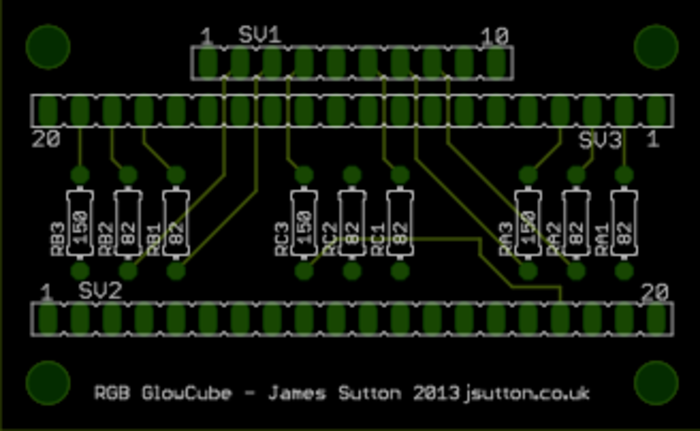 1 SV1 10
20 SV3 1
RB3 150 RB2 82 RB1 82 RC3 150 RC2 82 RC1 82 RA3 150 RA2 82 RA1 82
1 SV2 20
RGB GlowCube - James Sutton 2013 jsutton.co.uk